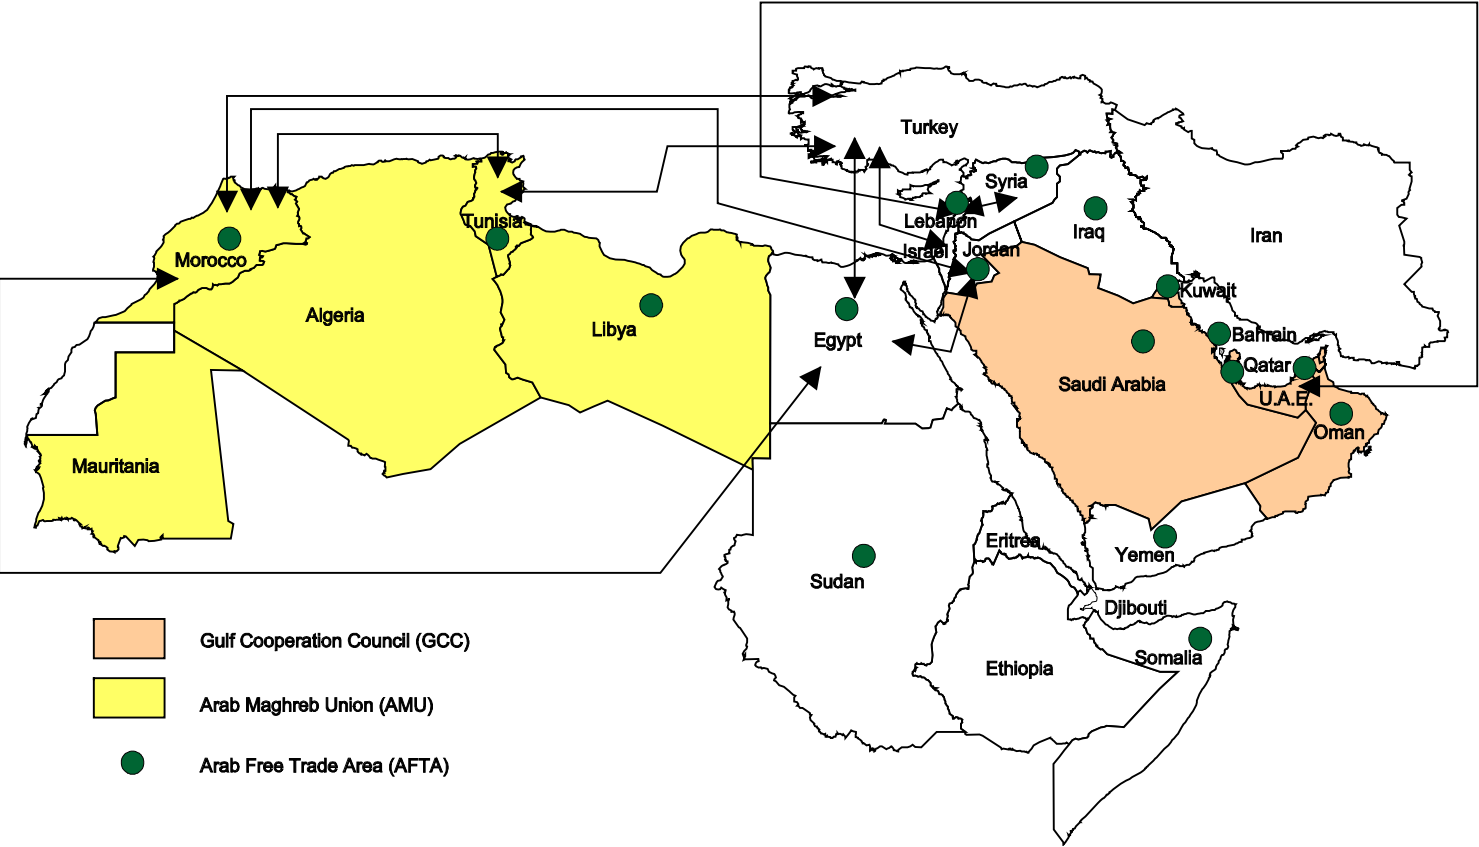 Turkey
Syria
Lebanon
Tunisia
Iraq
Iran
Israel
Jordan
Morocco
Kuwait
Algeria
Libya
Egypt
Bahrain
Qatar
Saudi Arabia
U.A.E.
Oman
Mauritania
Eritrea
Yemen
Sudan
Djibouti
Somalia
Ethiopia
Gulf Cooperation Council (GCC)
Arab Maghreb Union (AMU)
Arab Free Trade Area (AFTA)